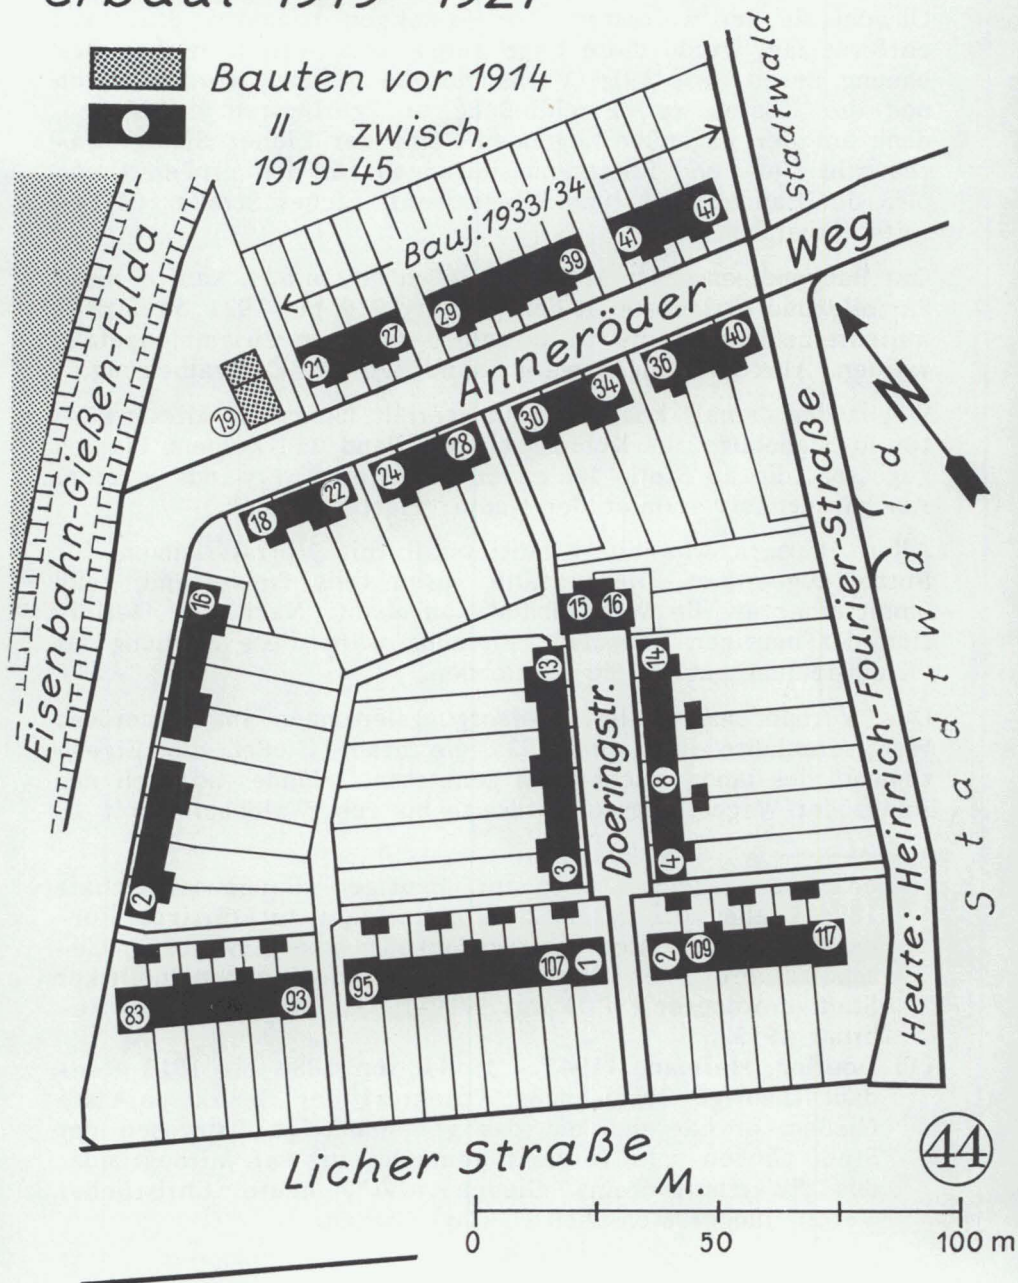 erbaut 1919-1927
Bauten vor 1914
" zwisch.
1919-45
Stadtwald
Bauj. 1933/34
47
41
39
29
27
21
19
Anneröder Weg
40
36
34
30
28
24
22
18
N
Eisenbahn-Gießen-Fulda
16
2
15 16
13
3
14
8
4
Doeringstr.
Heute: Heinrich-Fourier-Straße
Stadtwald
83 93
95 107 1
2 109 117
Licher Straße
44
M
0 50 100 m